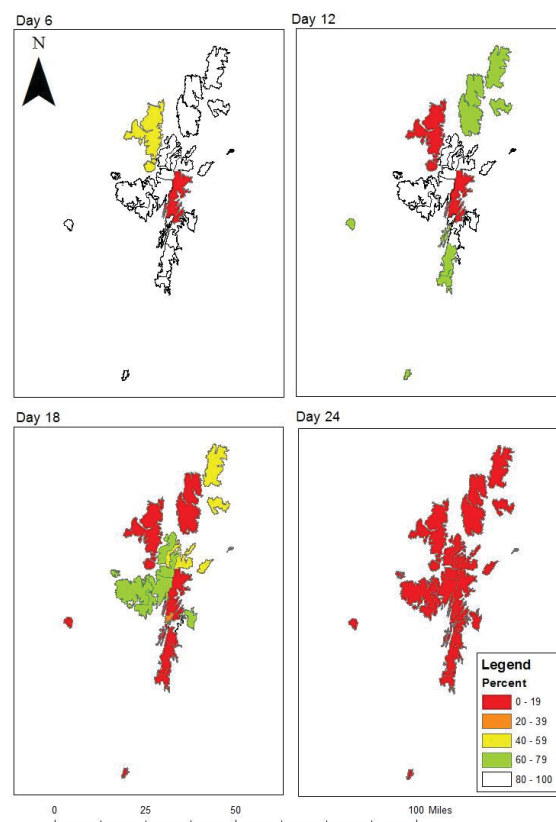 Day 6
N
Day 12
Day 18
Day 24
Legend
Percent
0 - 19
20 - 39
40 - 59
60 - 79
80 - 100
0 25 50 100 Miles